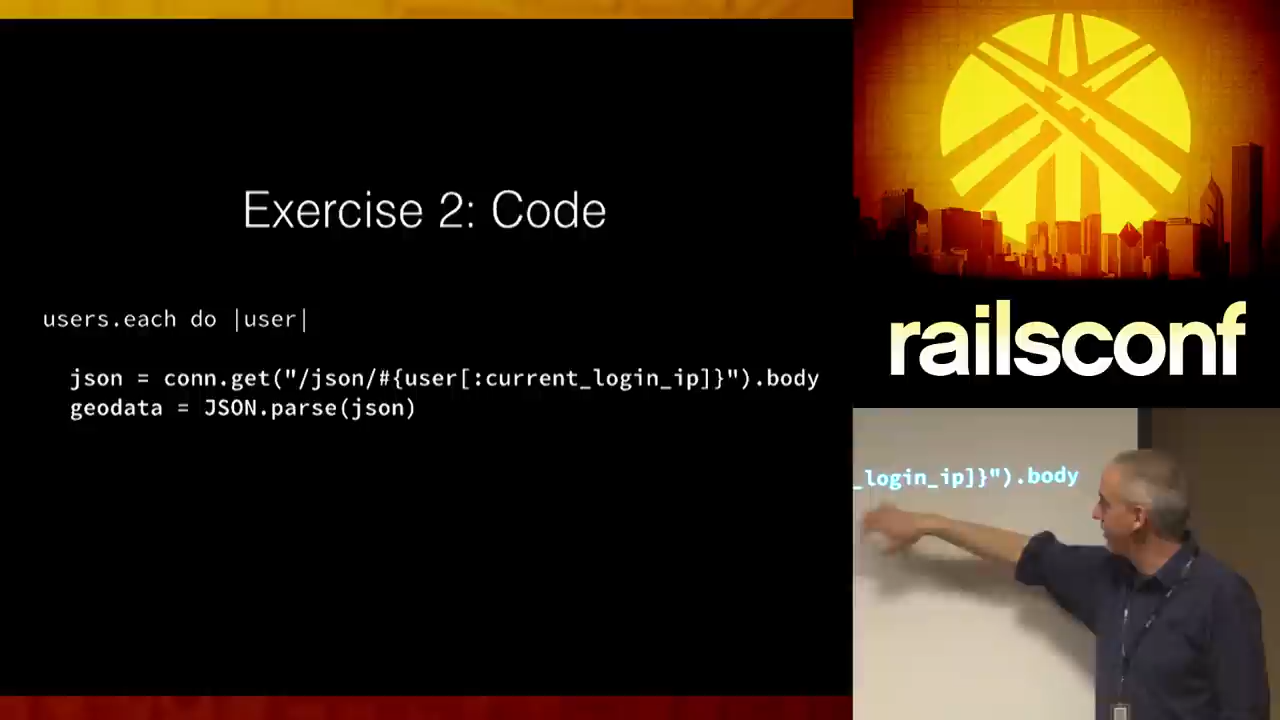 Exercise 2: Code
users.each do |user|
json = conn.get("/json/#{user[:current_login_ip]}").body
geodata = JSON.parse(json)
railsconf
_login_ip]}").body